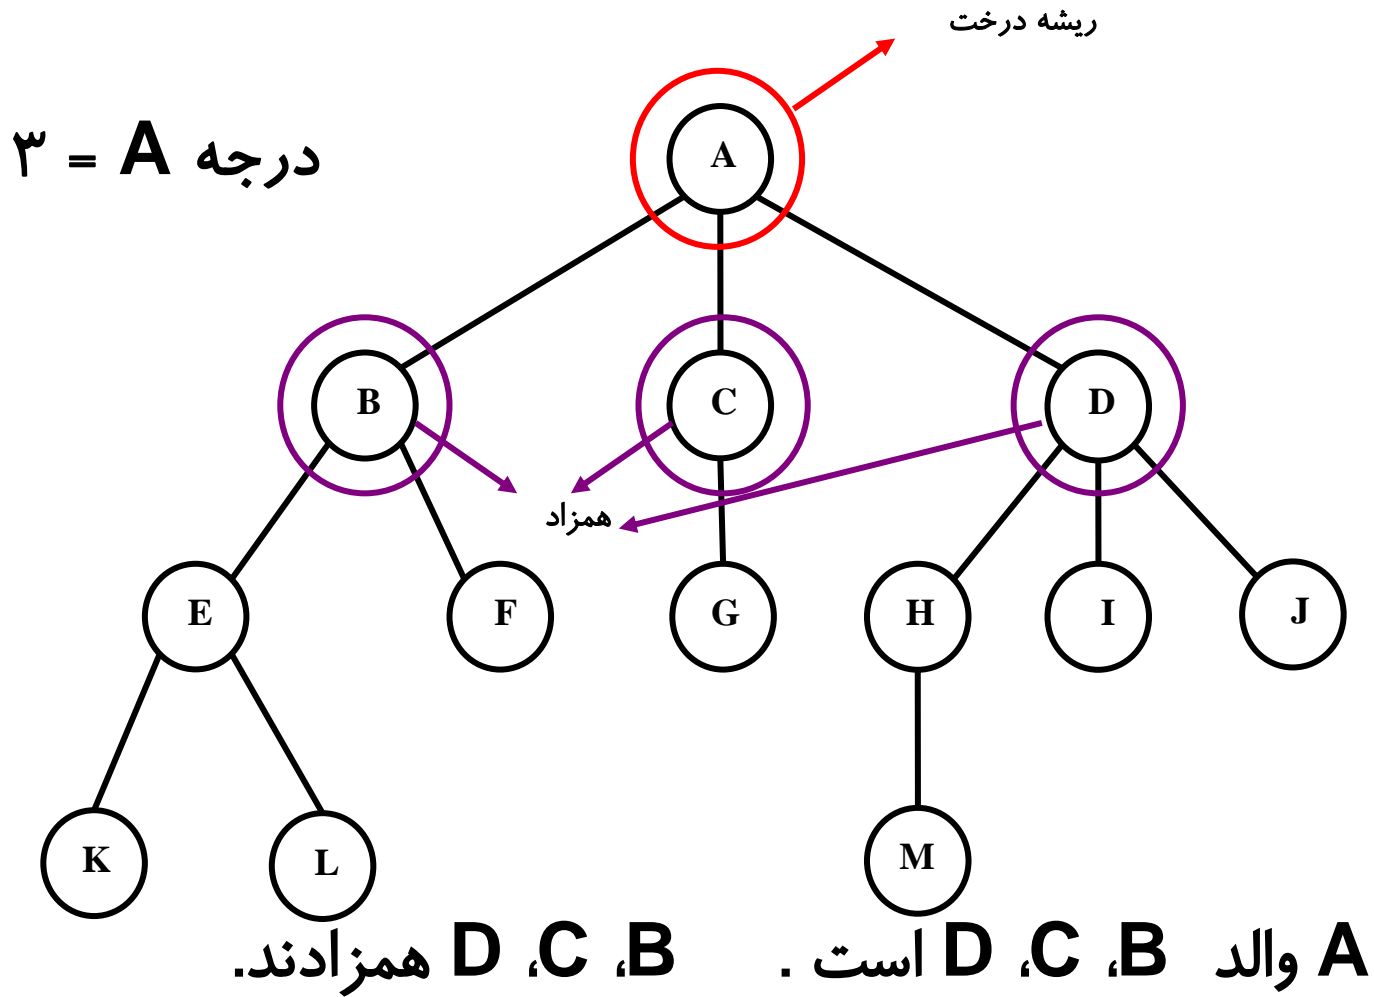 ریشه درخت
درجه A = ۳
A
B
C
D
همزاد
E
F
G
H
I
J
K
L
M
A والد B، C، D است . B، C، D همزادند.